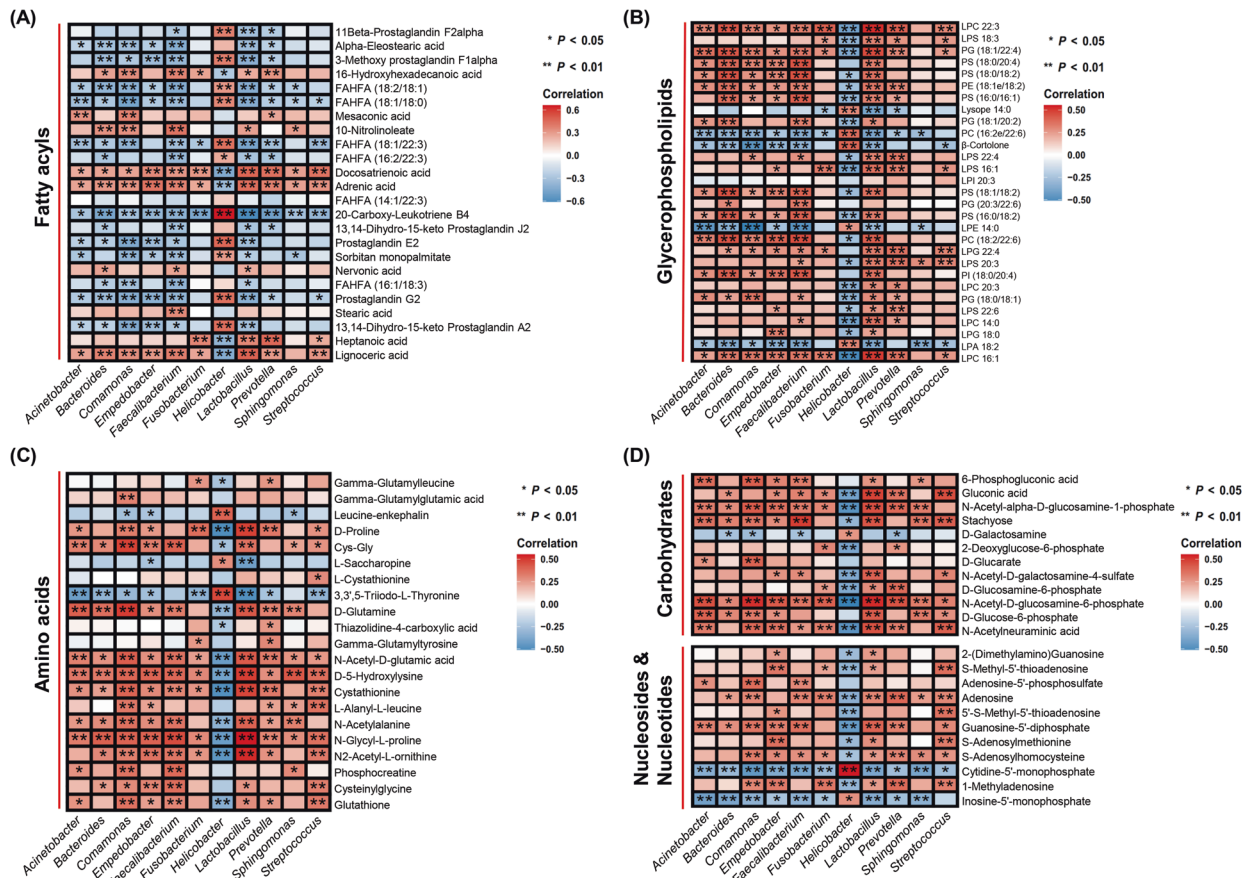 (A)
Fatty acyls
11Beta-Prostaglandin F2alpha
Alpha-Eleostearic acid
3-Methoxy prostaglandin F1alpha
16-Hydroxyhexadecanoic acid
FAHFA (18:2/18:1)
FAHFA (18:1/18:0)
Mesaconic acid
10-Nitrolinoleate
FAHFA (18:1/22:3)
FAHFA (16:2/22:3)
Docosatrienoic acid
Adrenic acid
FAHFA (14:1/22:3)
20-Carboxy-Leukotriene B4
13,14-Dihydro-15-keto Prostaglandin J2
Prostaglandin E2
Sorbitan monopalmitate
Nervonic acid
FAHFA (16:1/18:3)
Prostaglandin G2
Stearic acid
13,14-Dihydro-15-keto Prostaglandin A2
Heptanoic acid
Lignoceric acid
* P < 0.05
** P < 0.01
Correlation
0.6
0.3
0.0
−0.3
−0.6
Acinetobacter
Bacteroides
Comamonas
Empedobacter
Faecalibacterium
Fusobacterium
Helicobacter
Lactobacillus
Prevotella
Sphingomonas
Streptococcus
(B)
Glycerophospholipids
LPC 22:3
LPS 18:3
PG (18:1/22:4)
PS (18:0/20:4)
PS (18:0/18:2)
PE (18:1e/18:2)
PS (16:0/16:1)
Lysope 14:0
PG (18:1/20:2)
PC (16:2e/22:6)
β-Cortolone
LPS 22:4
LPS 16:1
LPI 20:3
PS (18:1/18:2)
PG (20:3/22:6)
PS (16:0/18:2)
LPE 14:0
PC (18:2/22:6)
LPG 22:4
LPS 20:3
PI (18:0/20:4)
LPC 20:3
PG (18:0/18:1)
LPS 22:6
LPC 14:0
LPG 18:0
LPA 18:2
LPC 16:1
* P < 0.05
** P < 0.01
Correlation
0.50
0.25
0.00
−0.25
−0.50
Acinetobacter
Bacteroides
Comamonas
Empedobacter
Faecalibacterium
Fusobacterium
Helicobacter
Lactobacillus
Prevotella
Sphingomonas
Streptococcus
(C)
Amino acids
Gamma-Glutamylleucine
Gamma-Glutamylglutamic acid
Leucine-enkephalin
D-Proline
Cys-Gly
L-Saccharopine
L-Cystathionine
3,3',5-Triiodo-L-Thyronine
D-Glutamine
Thiazolidine-4-carboxylic acid
Gamma-Glutamyltyrosine
N-Acetyl-D-glutamic acid
D-5-Hydroxylysine
Cystathionine
L-Alanyl-L-leucine
N-Acetylalanine
N-Glycyl-L-proline
N2-Acetyl-L-ornithine
Phosphocreatine
Cysteinylglycine
Glutathione
* P < 0.05
** P < 0.01
Correlation
0.50
0.25
0.00
−0.25
−0.50
Acinetobacter
Bacteroides
Comamonas
Empedobacter
Faecalibacterium
Fusobacterium
Helicobacter
Lactobacillus
Prevotella
Sphingomonas
Streptococcus
(D)
Carbohydrates
6-Phosphogluconic acid
Gluconic acid
N-Acetyl-alpha-D-glucosamine-1-phosphate
Stachyose
D-Galactosamine
2-Deoxyglucose-6-phosphate
D-Glucarate
N-Acetyl-D-galactosamine-4-sulfate
D-Glucosamine-6-phosphate
N-Acetyl-D-glucosamine-6-phosphate
D-Glucose-6-phosphate
N-Acetylneuraminic acid
* P < 0.05
** P < 0.01
Correlation
0.50
0.25
0.00
−0.25
−0.50
Nucleosides &
Nucleotides
2-(Dimethylamino)Guanosine
S-Methyl-5'-thioadenosine
Adenosine-5'-phosphosulfate
Adenosine
5'-S-Methyl-5'-thioadenosine
Guanosine-5'-diphosphate
S-Adenosylmethionine
S-Adenosylhomocysteine
Cytidine-5'-monophosphate
1-Methyladenosine
Inosine-5'-monophosphate
Acinetobacter
Bacteroides
Comamonas
Empedobacter
Faecalibacterium
Fusobacterium
Helicobacter
Lactobacillus
Prevotella
Sphingomonas
Streptococcus